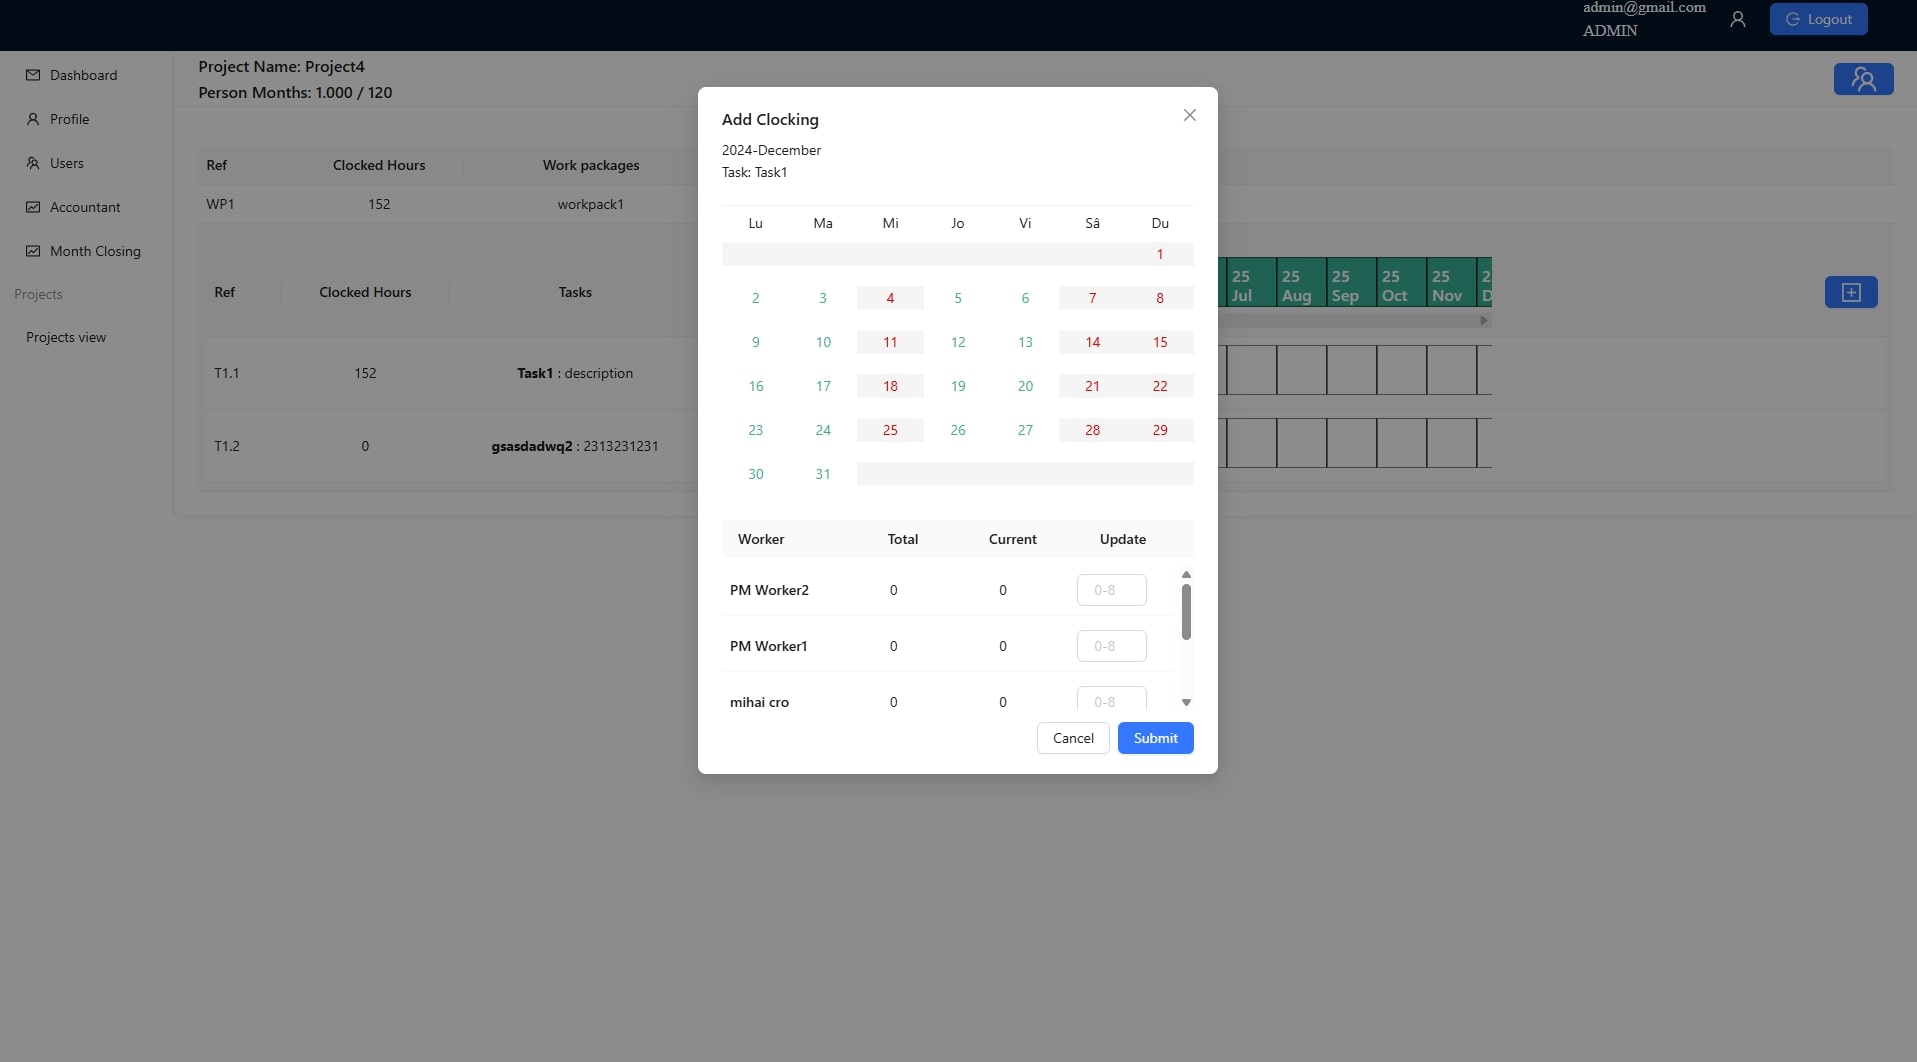 admin@gmail.com
ADMIN
Logout
Dashboard
Profile
Users
Accountant
Month Closing
Projects
Projects view
Project Name: Project4
Person Months: 1.000 / 120
Ref Clocked Hours Work packages
WP1 152 workpack1
Ref Clocked Hours Tasks
25 Jul 25 Aug 25 Sep 25 Oct 25 Nov
T1.1 152 Task1 : description
T1.2 0 gsasdadwq2 : 2313231231
Add Clocking
2024-December
Task: Task1
Lu Ma Mi Jo Vi Sâ Du
1
2 3 4 5 6 7 8
9 10 11 12 13 14 15
16 17 18 19 20 21 22
23 24 25 26 27 28 29
30 31
Worker Total Current Update
PM Worker2 0 0 0-8
PM Worker1 0 0 0-8
mihai cro 0 0 0-8
Cancel Submit